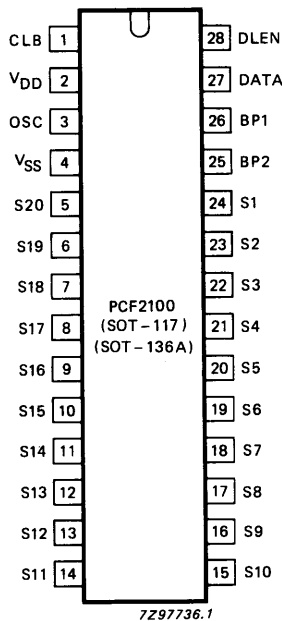 CLB 1 28 DLEN
VDD 2 27 DATA
OSC 3 26 BP1
VSS 4 25 BP2
S20 5 24 S1
S19 6 23 S2
S18 7 22 S3
PCF2100
(SOT-117)
(SOT-136A)
S17 8 21 S4
S16 9 20 S5
S15 10 19 S6
S14 11 18 S7
S13 12 17 S8
S12 13 16 S9
S11 14 15 S10
7Z97736.1